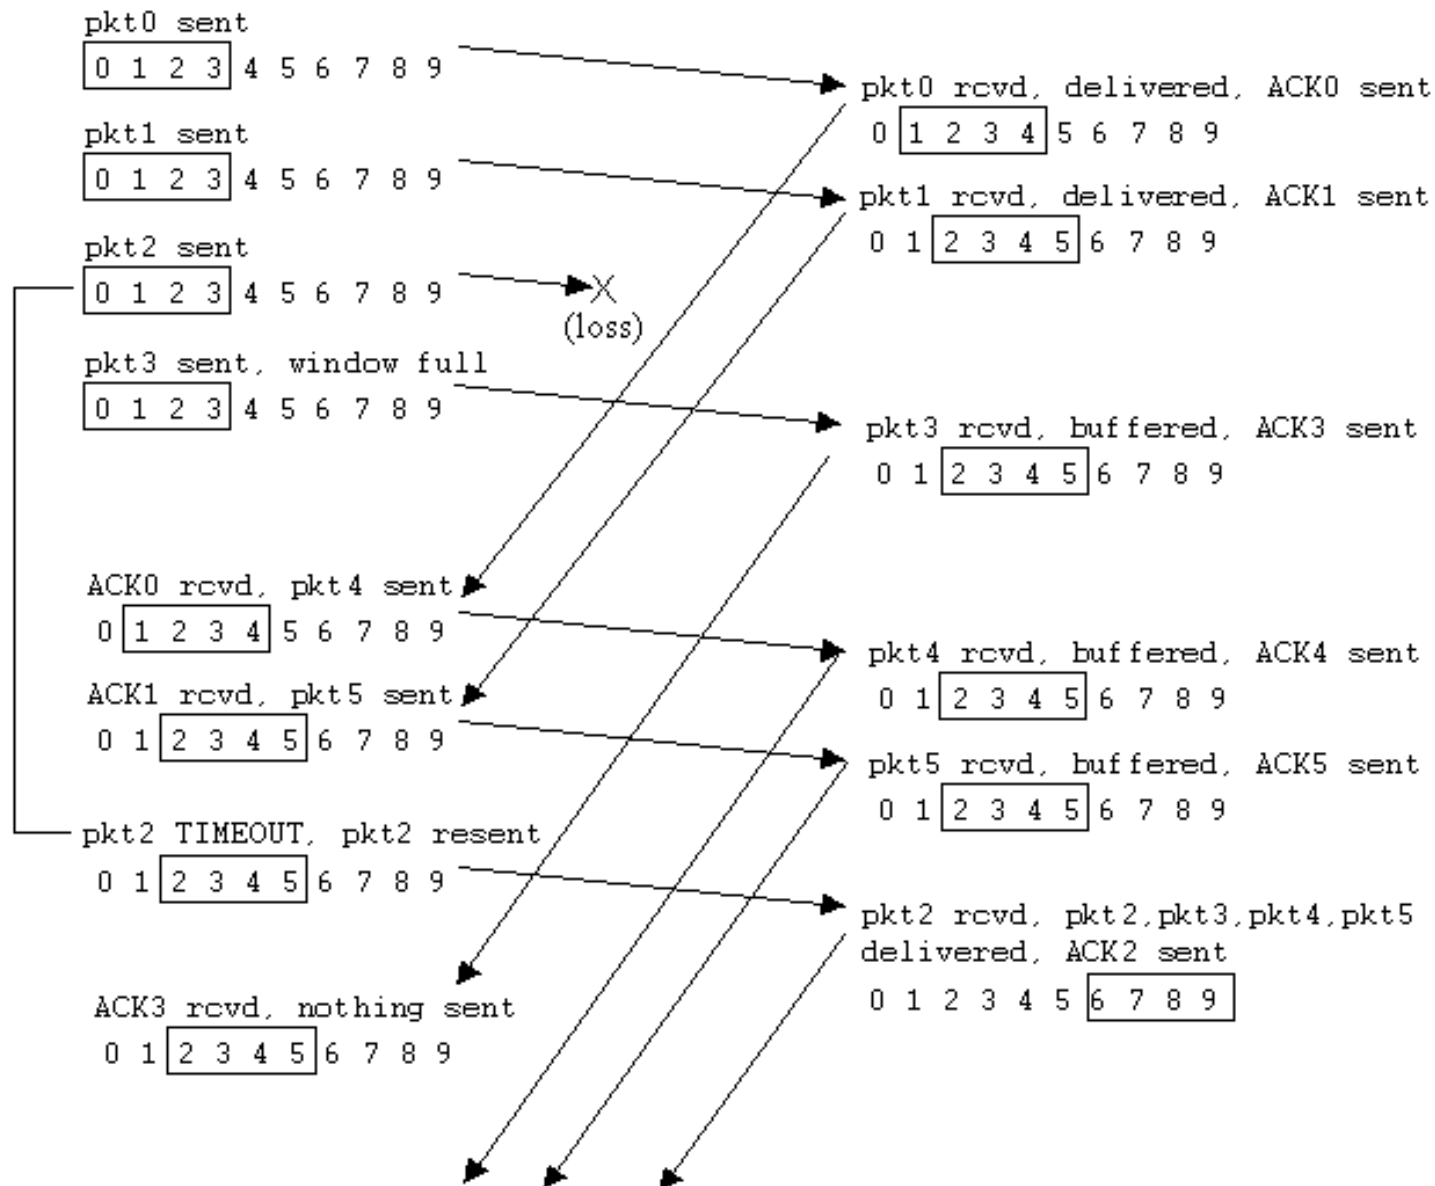 pkt0 sent
0 1 2 3 4 5 6 7 8 9
pkt1 sent
0 1 2 3 4 5 6 7 8 9
pkt2 sent
0 1 2 3 4 5 6 7 8 9
X
(loss)
pkt3 sent, window full
0 1 2 3 4 5 6 7 8 9
ACK0 rcvd, pkt4 sent
0 1 2 3 4 5 6 7 8 9
ACK1 rcvd, pkt5 sent
0 1 2 3 4 5 6 7 8 9
pkt2 TIMEOUT, pkt2 resent
0 1 2 3 4 5 6 7 8 9
ACK3 rcvd, nothing sent
0 1 2 3 4 5 6 7 8 9
pkt0 rcvd, delivered, ACK0 sent
0 1 2 3 4 5 6 7 8 9
pkt1 rcvd, delivered, ACK1 sent
0 1 2 3 4 5 6 7 8 9
pkt3 rcvd, buffered, ACK3 sent
0 1 2 3 4 5 6 7 8 9
pkt4 rcvd, buffered, ACK4 sent
0 1 2 3 4 5 6 7 8 9
pkt5 rcvd, buffered, ACK5 sent
0 1 2 3 4 5 6 7 8 9
pkt2 rcvd, pkt2,pkt3,pkt4,pkt5
delivered, ACK2 sent
0 1 2 3 4 5 6 7 8 9